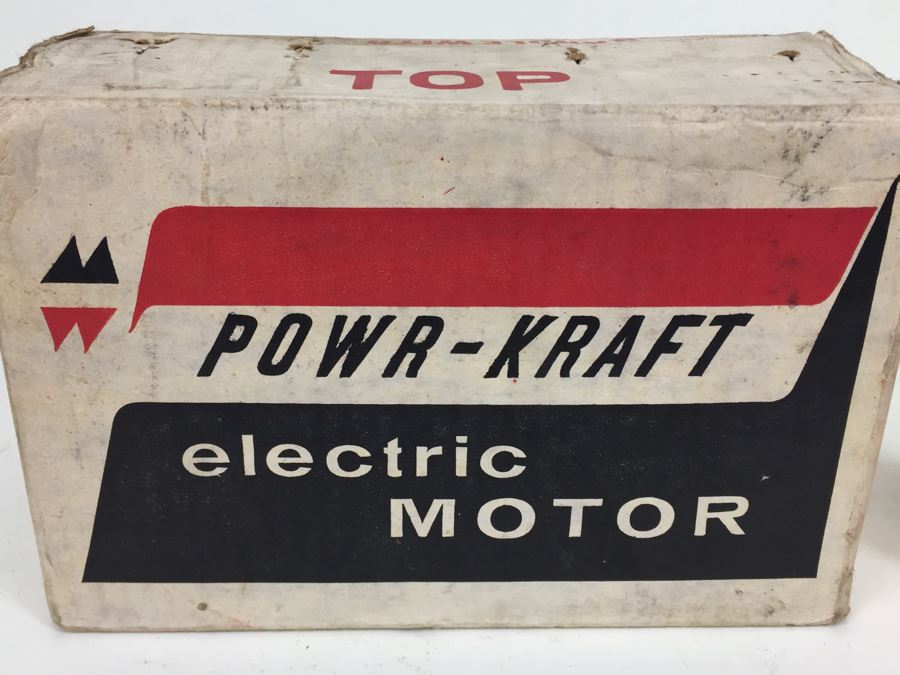 TOP
POWR-KRAFT
electric
MOTOR